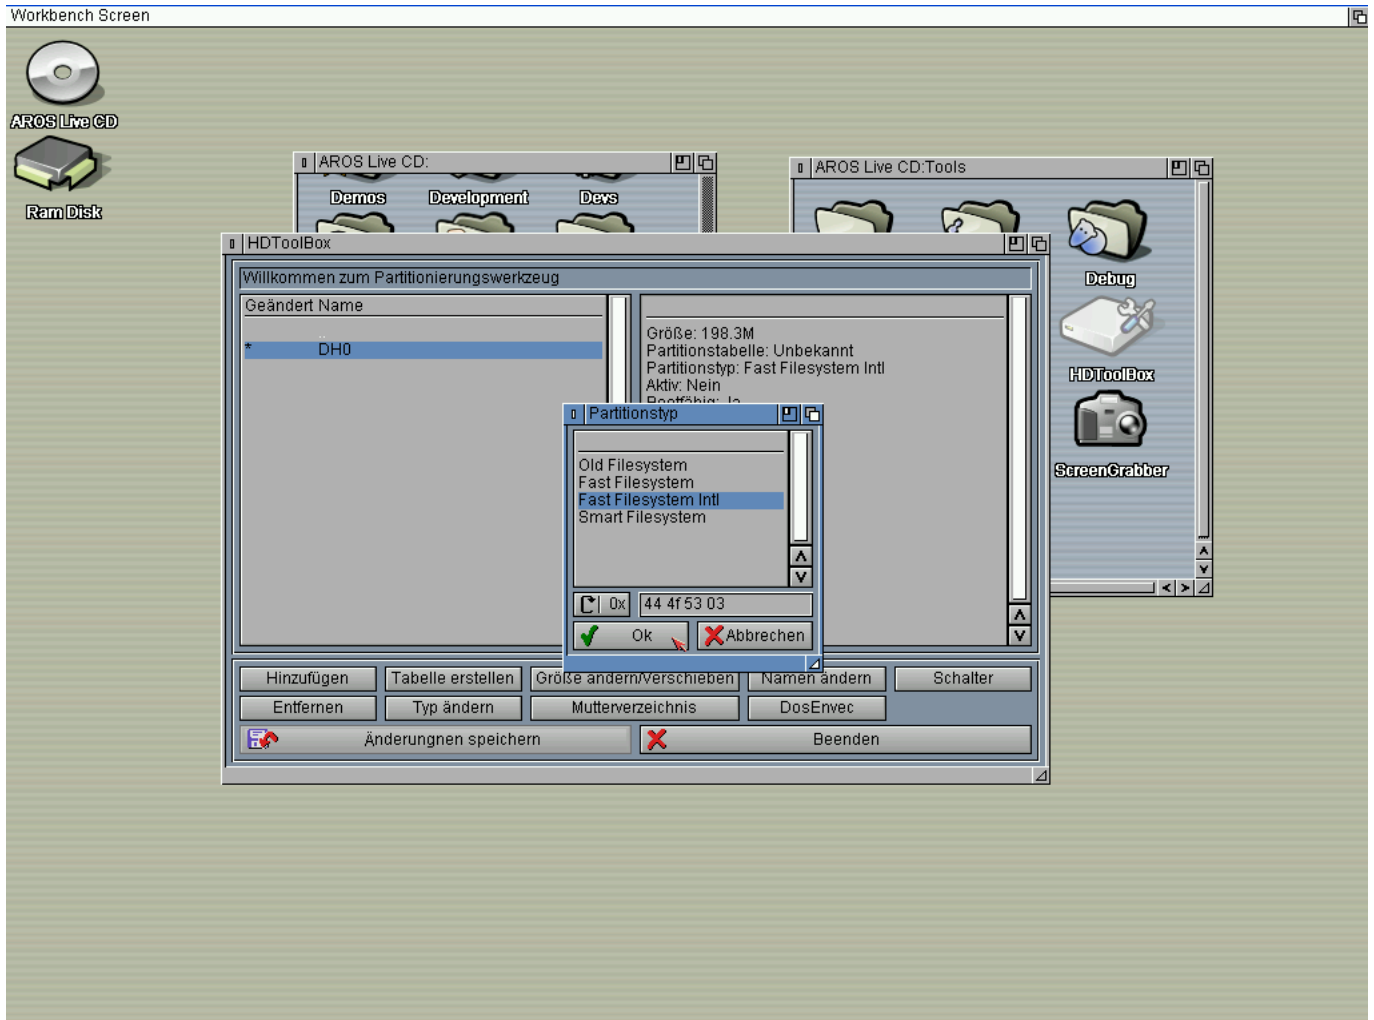 Workbench Screen
AROS Live CD
Ram Disk
AROS Live CD:
Demos
Development
Devs
AROS Live CD:Tools
Debug
HDToolBox
ScreenGrabber
HDToolBox
Willkommen zum Partitionierungswerkzeug
Geändert Name
..
* DH0
Größe: 198.3M
Partitionstabelle: Unbekannt
Partitionstyp: Fast Filesystem Intl
Aktiv: Nein
Bootfähig: Ja
Partitionstyp
Old Filesystem
Fast Filesystem
Fast Filesystem Intl
Smart Filesystem
0x 44 4f 53 03
Ok Abbrechen
Hinzufügen Tabelle erstellen Größe ändern/Verschieben Namen ändern Schalter
Entfernen Typ ändern Mutterverzeichnis DosEnvec
Änderungnen speichern Beenden